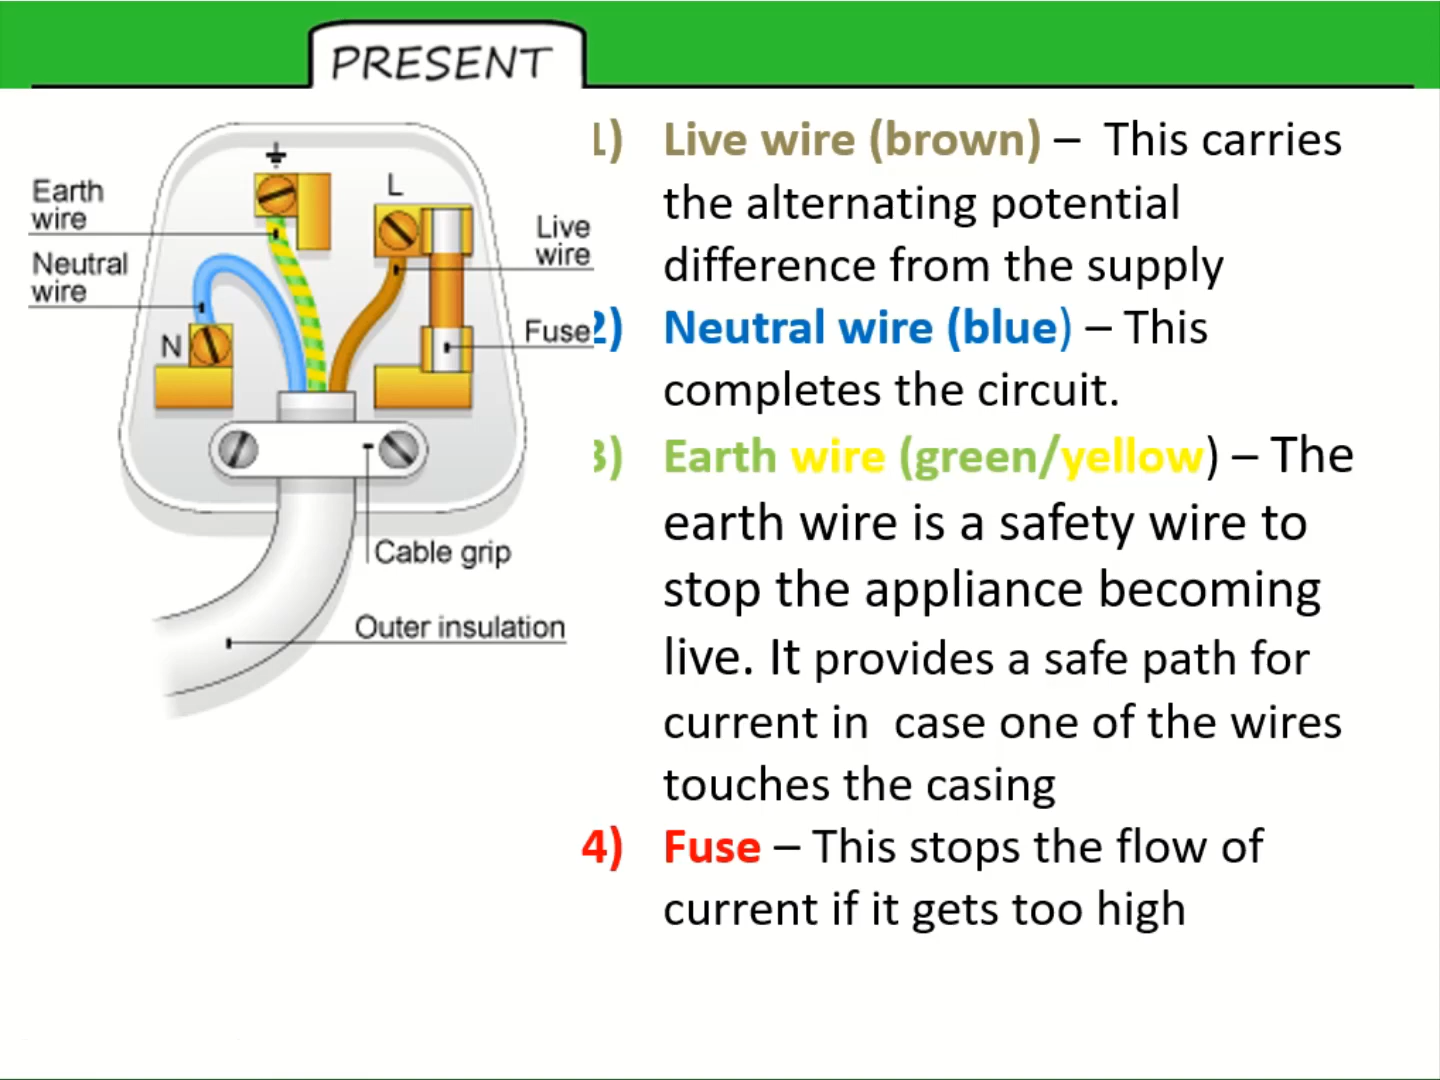 PRESENT
Earth
wire
Neutral
wire
N
L
Live
wire
Fuse
Cable grip
Outer insulation
1) Live wire (brown) – This carries
the alternating potential
difference from the supply
2) Neutral wire (blue) – This
completes the circuit.
3) Earth wire (green/yellow) – The
earth wire is a safety wire to
stop the appliance becoming
live. It provides a safe path for
current in case one of the wires
touches the casing
4) Fuse – This stops the flow of
current if it gets too high